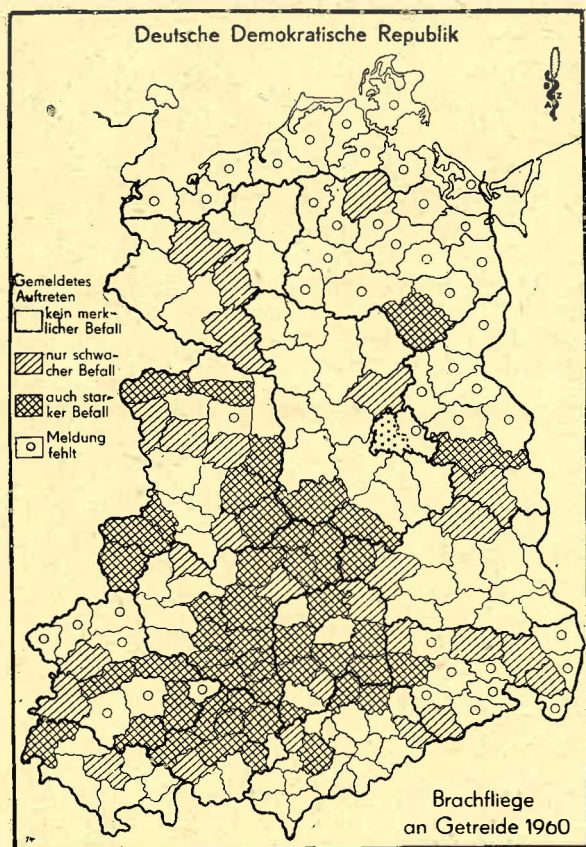 Deutsche Demokratische Republik
Gemeldetes
Auftreten
kein merk-
licher Befall
nur schwa-
cher Befall
auch star-
ker Befall
Meldung
fehlt
Brachfliege
an Getreide 1960